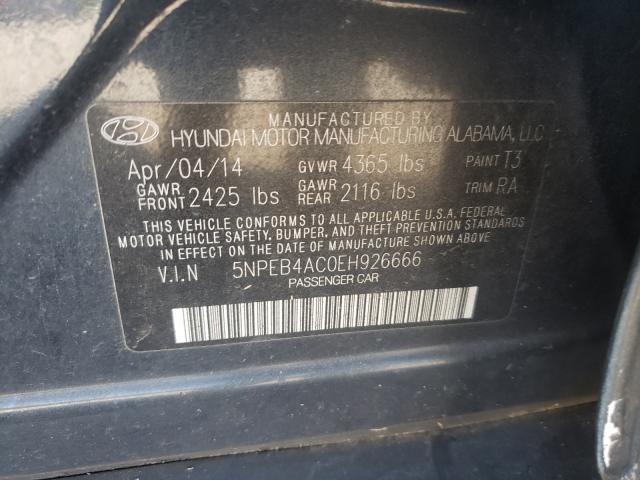 MANUFACTURED BY
HYUNDAI MOTOR MANUFACTURING ALABAMA, LLC
Apr/04/14 GVWR 4365 lbs PAINT T3
GAWR FRONT 2425 lbs GAWR REAR 2116 lbs TRIM RA
THIS VEHICLE CONFORMS TO ALL APPLICABLE U.S.A. FEDERAL
MOTOR VEHICLE SAFETY, BUMPER, AND THEFT PREVENTION STANDARDS
IN EFFECT ON THE DATE OF MANUFACTURE SHOWN ABOVE
V.I.N 5NPEB4AC0EH926666
PASSENGER CAR